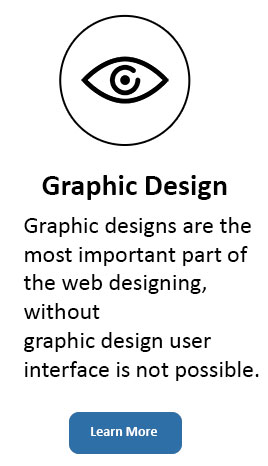 Graphic Design
Graphic designs are the
most important part of
the web designing,
without
graphic design user
interface is not possible.
Learn More